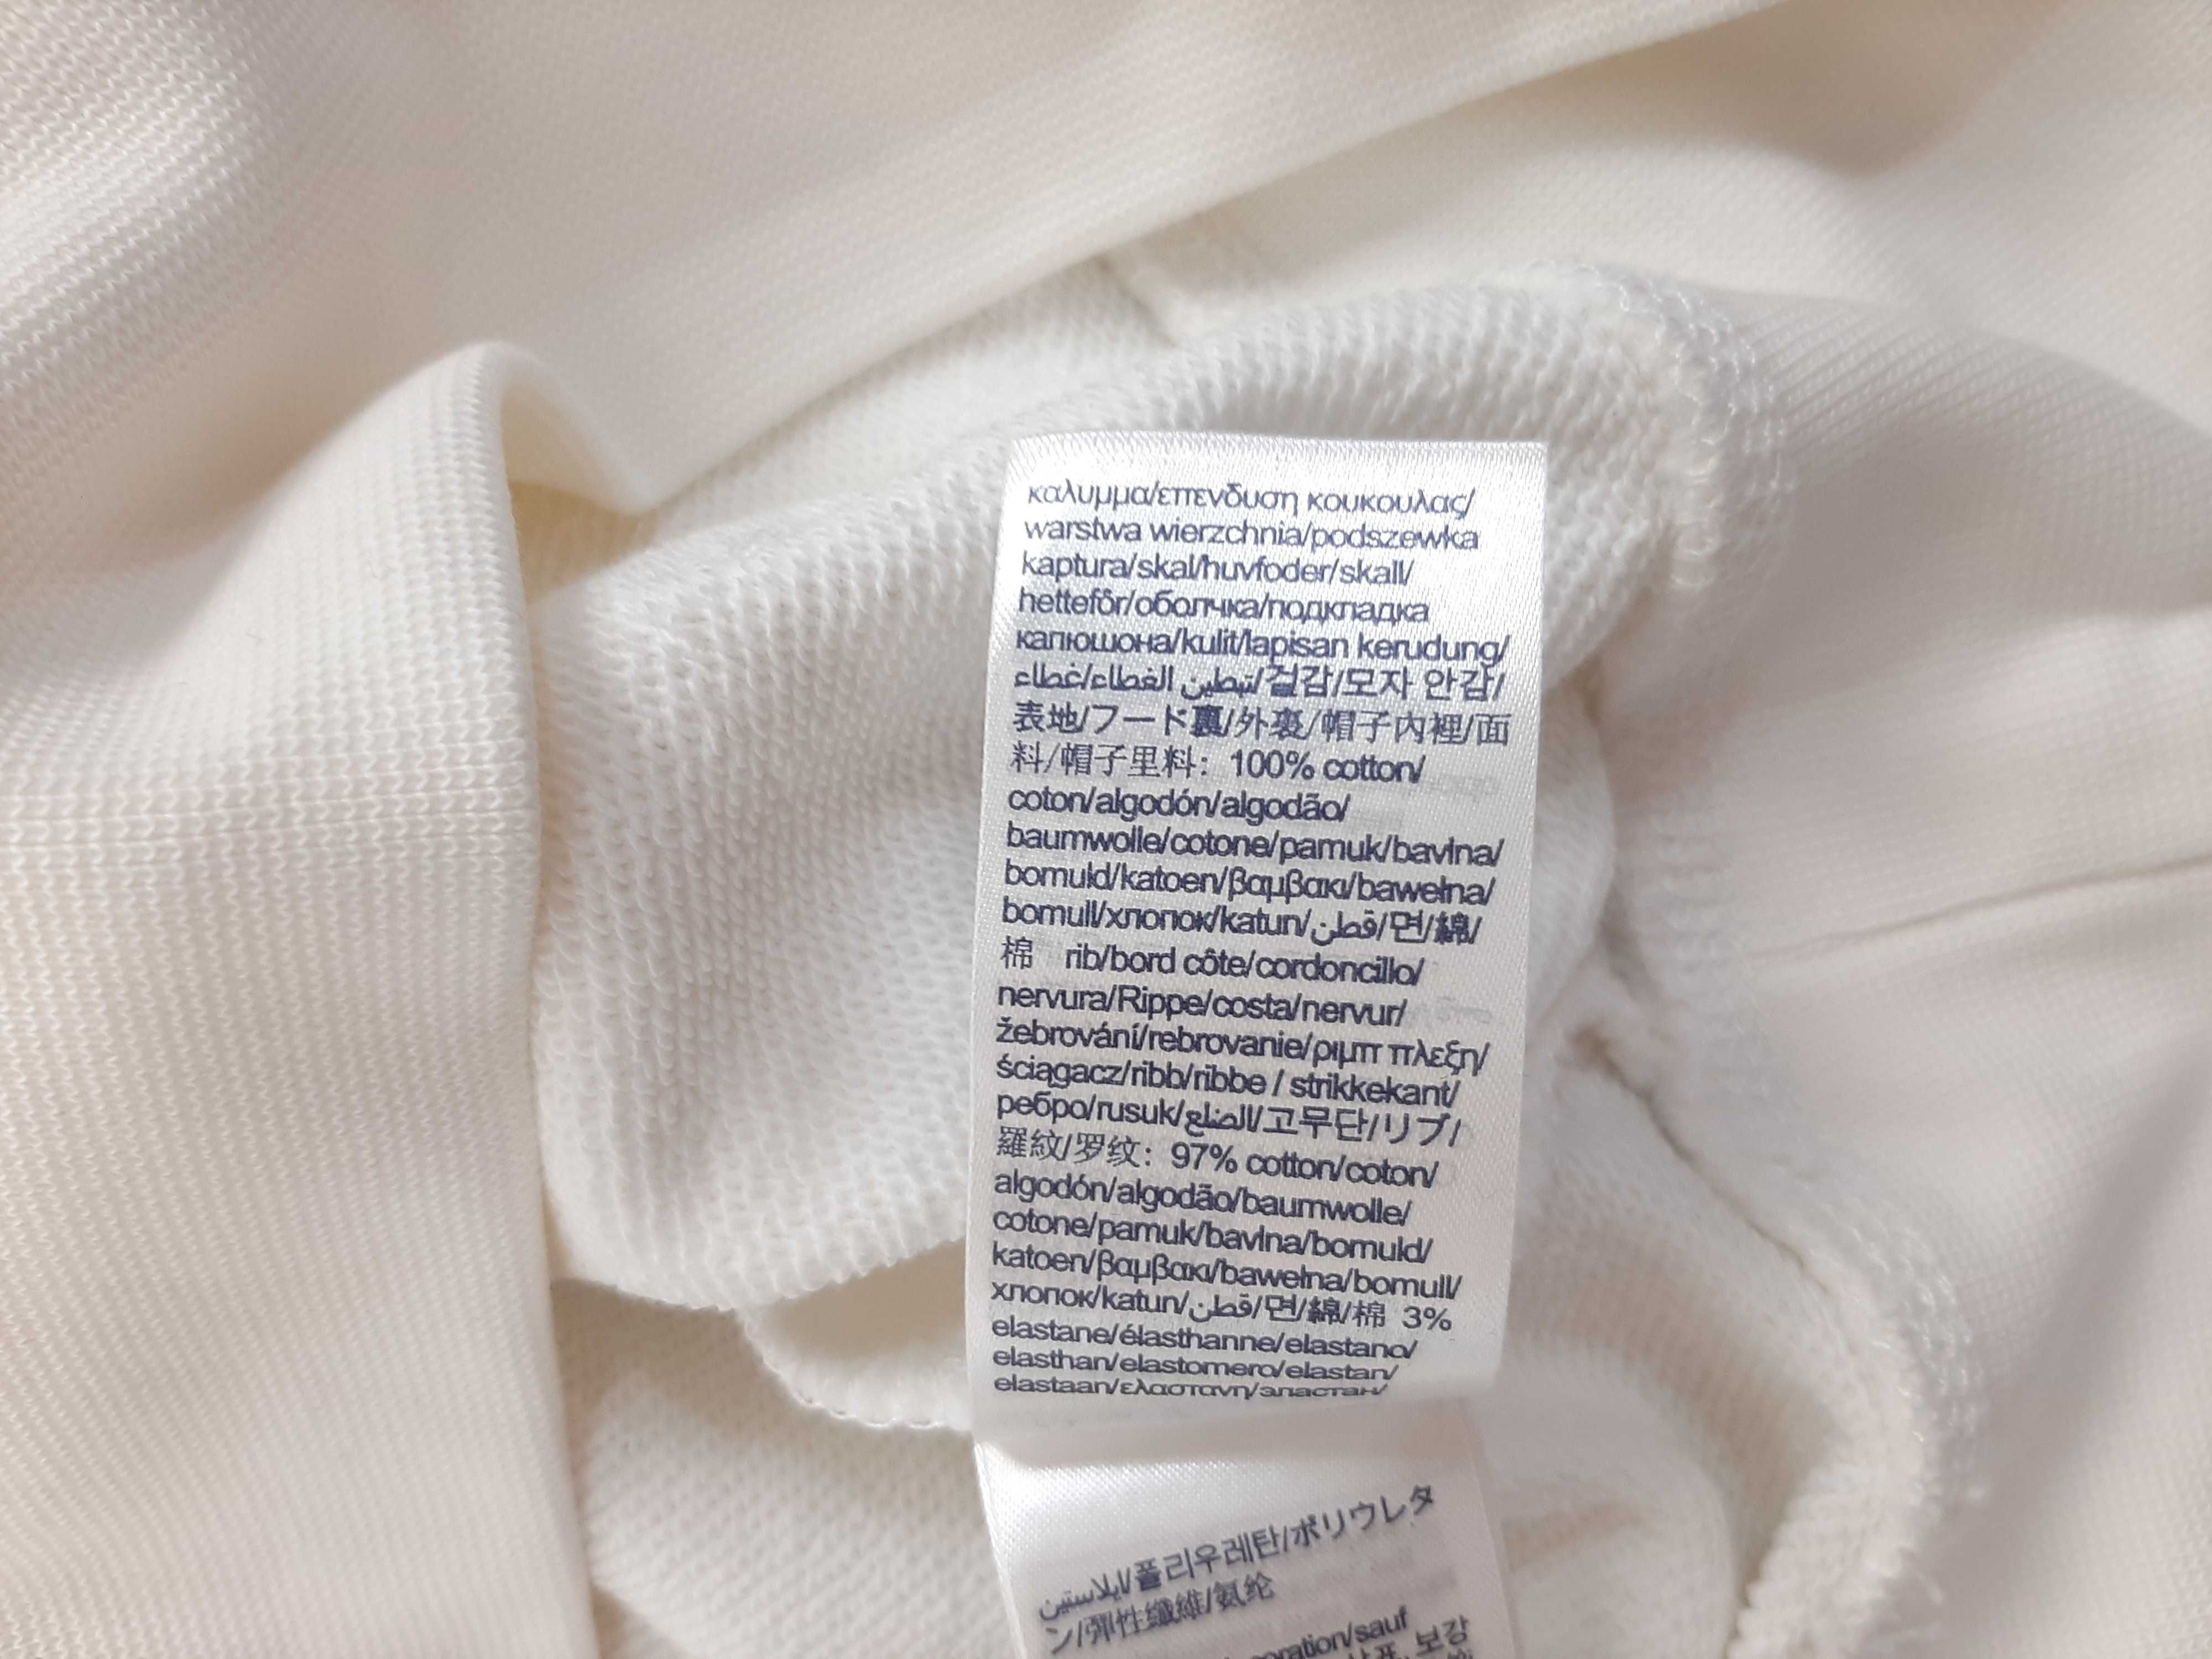 καλυμμα/επενδυση κουκουλας/
warstwa wierzchnia/podszewka
kaptura/skal/huvfoder/skall/
hettefôr/оболчка/подкладка
капюшона/kulit/lapisan kerudung/
غطاء/تبطين الغطاء/겉감/모자 안감/
表地/フード裏/外裏/帽子內裡/面
料/帽子里料: 100% cotton/
coton/algodón/algodão/
baumwolle/cotone/pamuk/bavlna/
bomuld/katoen/βαμβακι/bawełna/
bomull/хлопок/katun/قطن/면/綿/
棉 rib/bord côte/cordoncillo/
nervura/Rippe/costa/nervur/
žebrování/rebrovanie/ριμπ πλεξη/
ściągacz/ribb/ribbe / strikkekant/
ребро/rusuk/الضلع/고무단/リブ/
羅紋/罗纹: 97% cotton/coton/
algodón/algodão/baumwolle/
cotone/pamuk/bavlna/bomuld/
katoen/βαμβακι/bawełna/bomull/
хлопок/katun/قطن/면/綿/棉 3%
elastane/élasthanne/elastano/
elasthan/elastomero/elastan/
elastaan/ελαστανη/эластан/
ايلاستين/폴리우레탄/ポリウレタ
ン/彈性纖維/氨纶
/sauf
보강